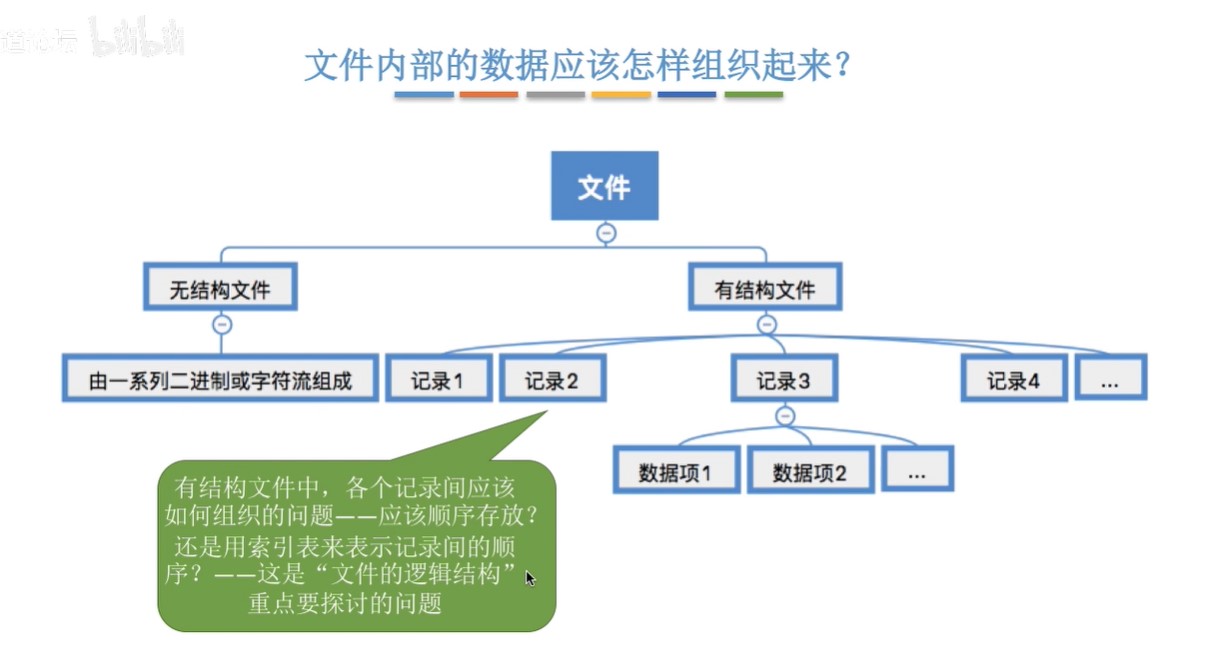 bilibili
文件内部的数据应该怎样组织起来？
文件
无结构文件
有结构文件
由一系列二进制或字符流组成
记录1
记录2
记录3
记录4
...
数据项1
数据项2
...
有结构文件中，各个记录间应该
如何组织的问题——应该顺序存放？
还是用索引表来表示记录间的顺
序？——这是“文件的逻辑结构”
重点要探讨的问题